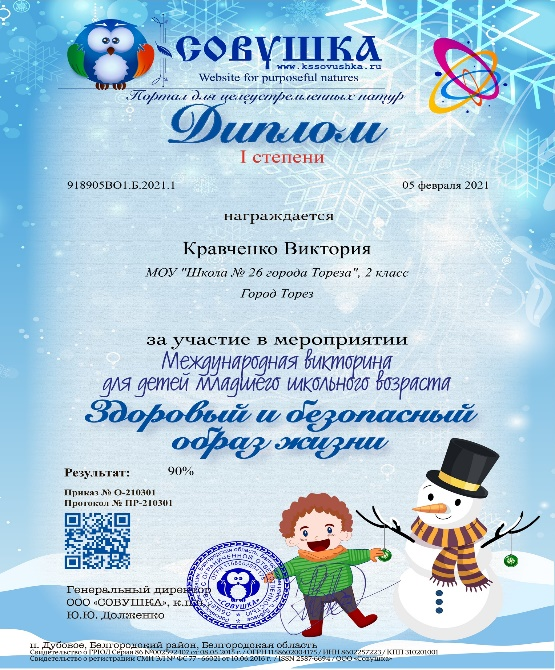 СОВУШКА
www.kssovushka.ru
Website for purposeful natures
Портал для целеустремленных натур
Диплом
I степени
918905ВО1.Б.2021.1 05 февраля 2021
награждается
Кравченко Виктория
МОУ "Школа № 26 города Тореза", 2 класс
Город Торез
за участие в мероприятии
Международная викторина
для детей младшего школьного возраста
Здоровый и безопасный
образ жизни
Результат: 90%
Приказ № О-210301
Протокол № ПР-210301
Генеральный директор
ООО «СОВУШКА», к.п.н.
Ю.Ю. Долженко
«СОВУШКА»
п. Дубовое, Белгородский район, Белгородская область
Свидетельство о регистрации СМИ ЭЛ № ФС 77 - 66021 от 10.06.2016 г. / ISSN 2587-6694 / ООО «Совушка»